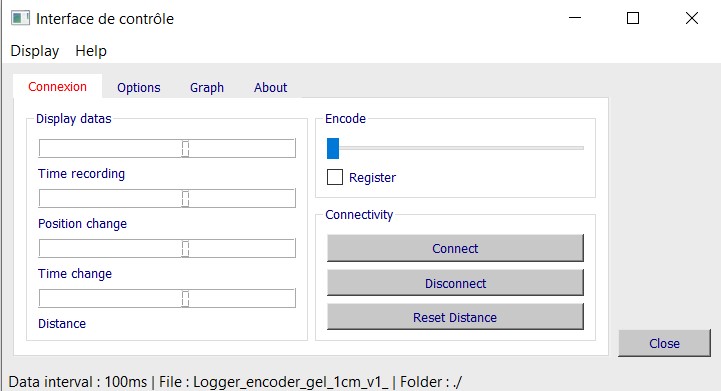 Interface de contrôle
Display Help
Connexion Options Graph About
Display datas
Time recording
Position change
Time change
Distance
Encode
Register
Connectivity
Connect
Disconnect
Reset Distance
Close
Data interval : 100ms | File : Logger_encoder_gel_1cm_v1_ | Folder : ./